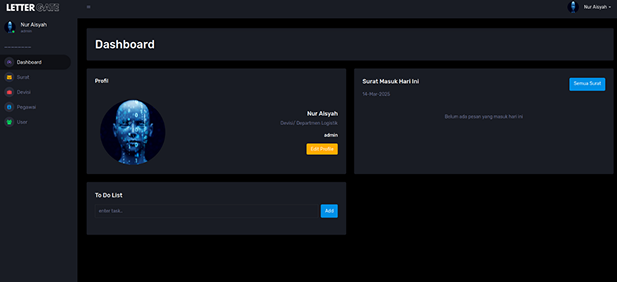 LETTER GATE
Nur Aisyah
Nur Aisyah
admin
Dashboard
Surat
Devisi
Pegawai
User
Dashboard
Profil
Nur Aisyah
Devisi/ Departmen Logistik
admin
Edit Profile
Surat Masuk Hari Ini
Semua Surat
14-Mar-2025
Belum ada pesan yang masuk hari ini
To Do List
enter task..
Add